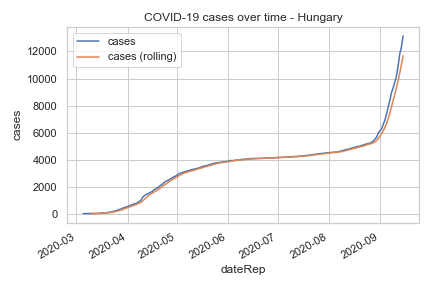 COVID-19 cases over time - Hungary
cases
cases (rolling)
12000
10000
8000
6000
4000
2000
0
cases
2020-03
2020-04
2020-05
2020-06
2020-07
2020-08
2020-09
dateRep